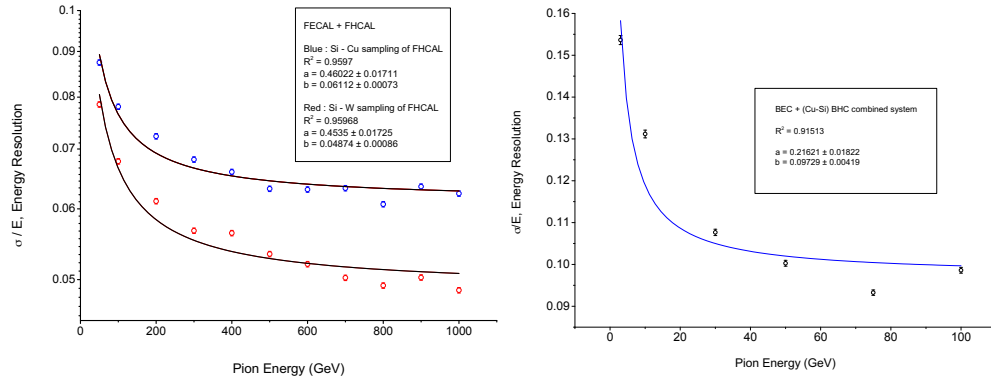 FECAL + FHCAL
Blue : Si - Cu sampling of FHCAL
R² = 0.9597
a = 0.46022 ± 0.01711
b = 0.06112 ± 0.00073
Red : Si - W sampling of FHCAL
R² = 0.95968
a = 0.4535 ± 0.01725
b = 0.04874 ± 0.00086
σ / E, Energy Resolution
0.1
0.09
0.08
0.07
0.06
0.05
0
200
400
600
800
1000
Pion Energy (GeV)
BEC + (Cu-Si) BHC combined system
R² = 0.91513
a = 0.21621 ± 0.01822
b = 0.09729 ± 0.00419
σ/E, Energy Resolution
0.16
0.15
0.14
0.13
0.12
0.11
0.10
0.09
0
20
40
60
80
100
Pion Energy (GeV)